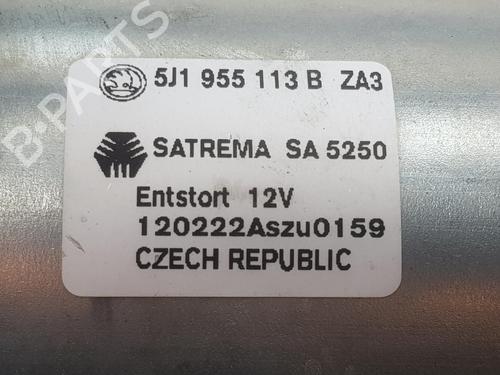 B-PARTS
5J1 955 113 B ZA3
SATREMA SA 5250
Entstort 12V
120222Aszu0159
CZECH REPUBLIC